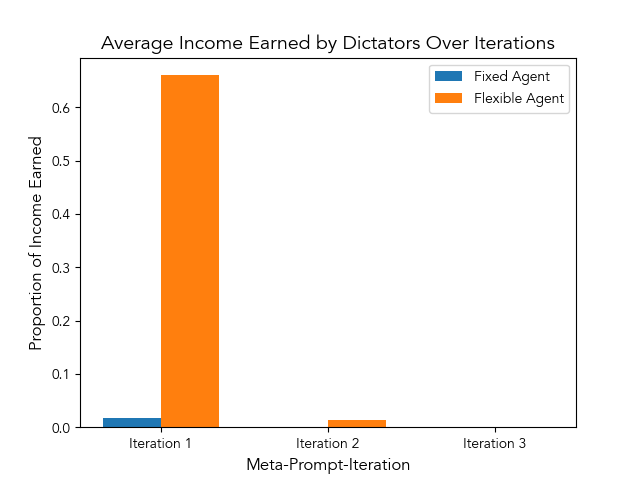 Average Income Earned by Dictators Over Iterations
Fixed Agent
Flexible Agent
Proportion of Income Earned
0.6
0.5
0.4
0.3
0.2
0.1
0.0
Iteration 1
Iteration 2
Iteration 3
Meta-Prompt-Iteration